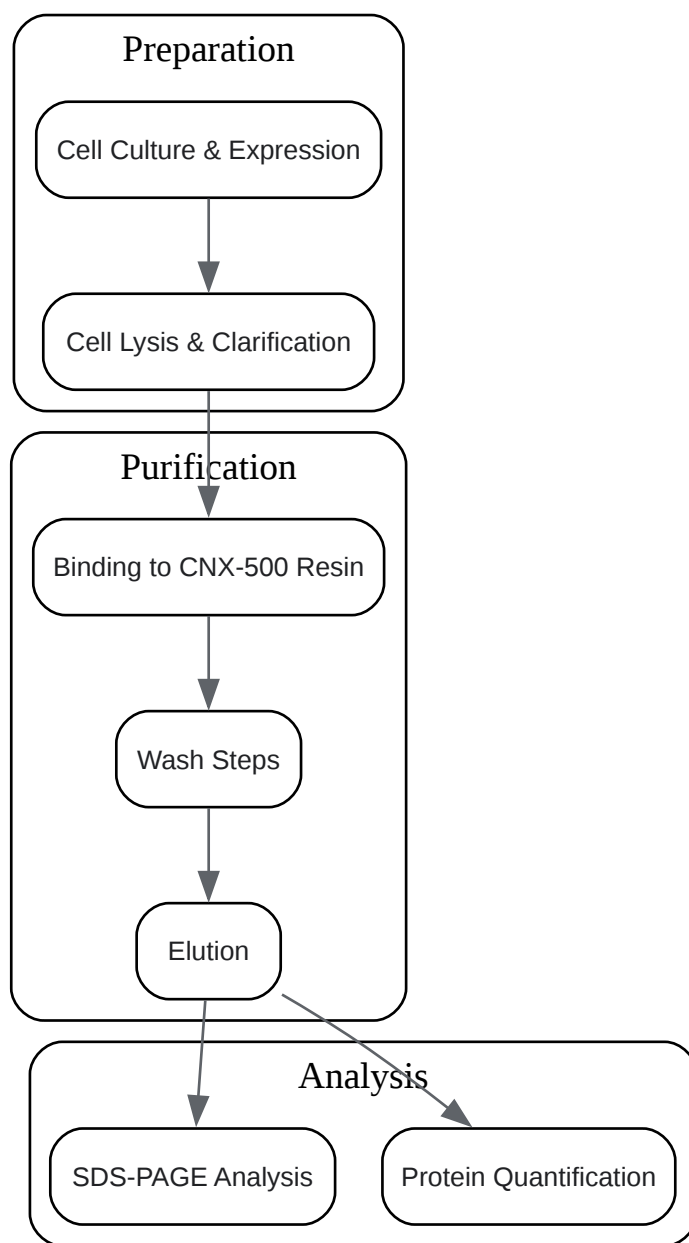 Preparation
Cell Culture & Expression
Cell Lysis & Clarification
Purification
Binding to CNX-500 Resin
Wash Steps
Elution
Analysis
SDS-PAGE Analysis
Protein Quantification